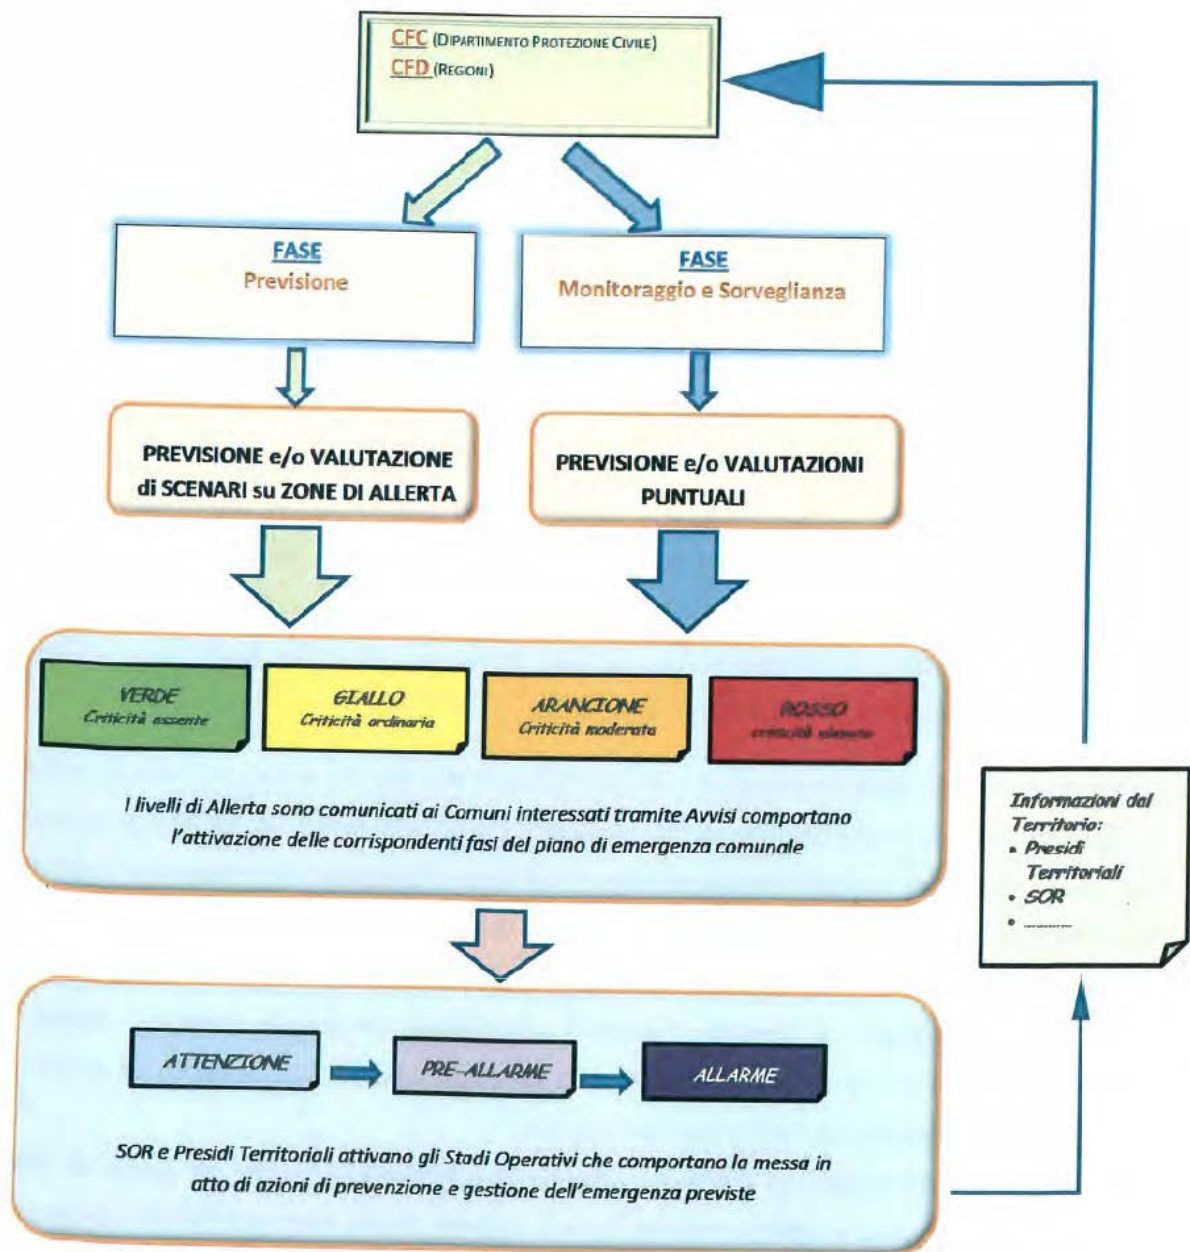 CFC (DIPARTIMENTO PROTEZIONE CIVILE)
CFD (REGONI)
FASE
Previsione
FASE
Monitoraggio e Sorveglianza
PREVISIONE e/o VALUTAZIONE
di SCENARI su ZONE DI ALLERTA
PREVISIONE e/o VALUTAZIONI
PUNTUALI
VERDE
Criticità assente
GIALLO
Criticità ordinaria
ARANCIONE
Criticità moderata
ROSSO
criticità elevata
I livelli di Allerta sono comunicati ai Comuni interessati tramite Avvisi comportano
l'attivazione delle corrispondenti fasi del piano di emergenza comunale
Informazioni dal
Territorio:
• Presidi
Territoriali
• SOR
• ..........
ATTENZIONE
PRE-ALLARME
ALLARME
SOR e Presidi Territoriali attivano gli Stadi Operativi che comportano la messa in
atto di azioni di prevenzione e gestione dell'emergenza previste